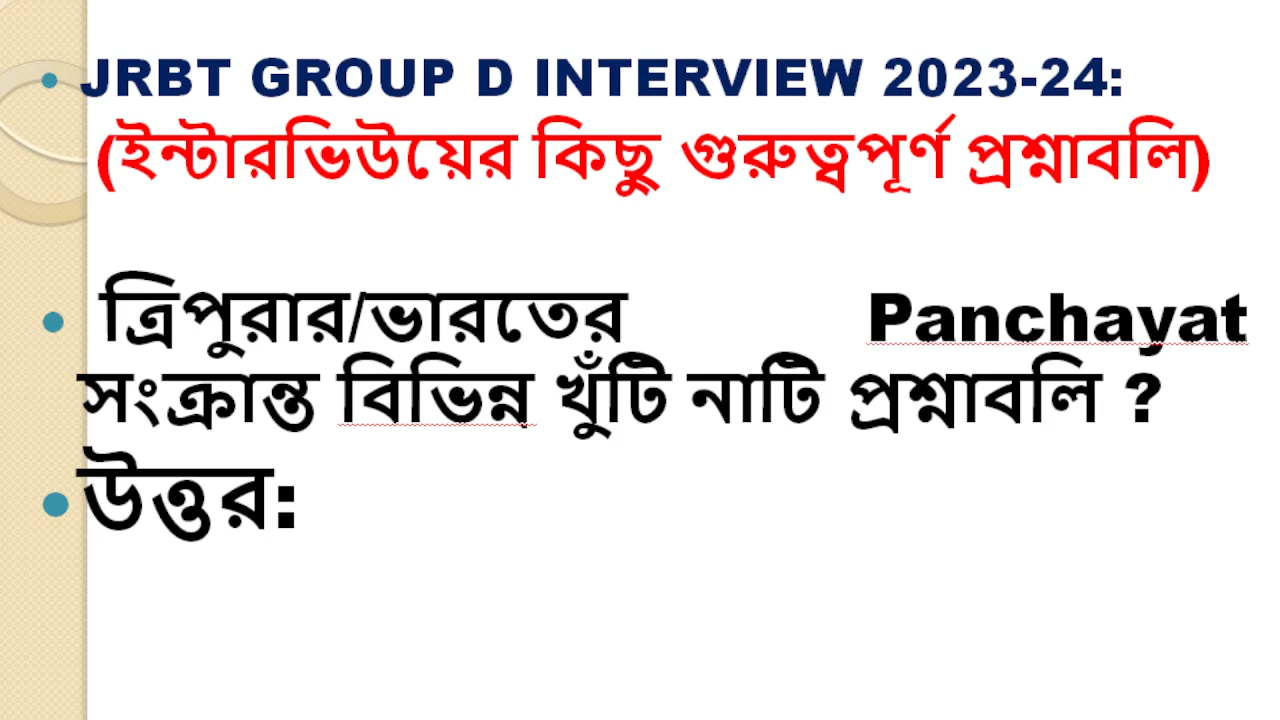 JRBT GROUP D INTERVIEW 2023-24:
(ইন্টারভিউয়ের কিছু গুরুত্বপূর্ণ প্রশ্নাবলি)
ত্রিপুরার/ভারতের Panchayat
সংক্রান্ত বিভিন্ন খুঁটি নাটি প্রশ্নাবলি ?
উত্তর: